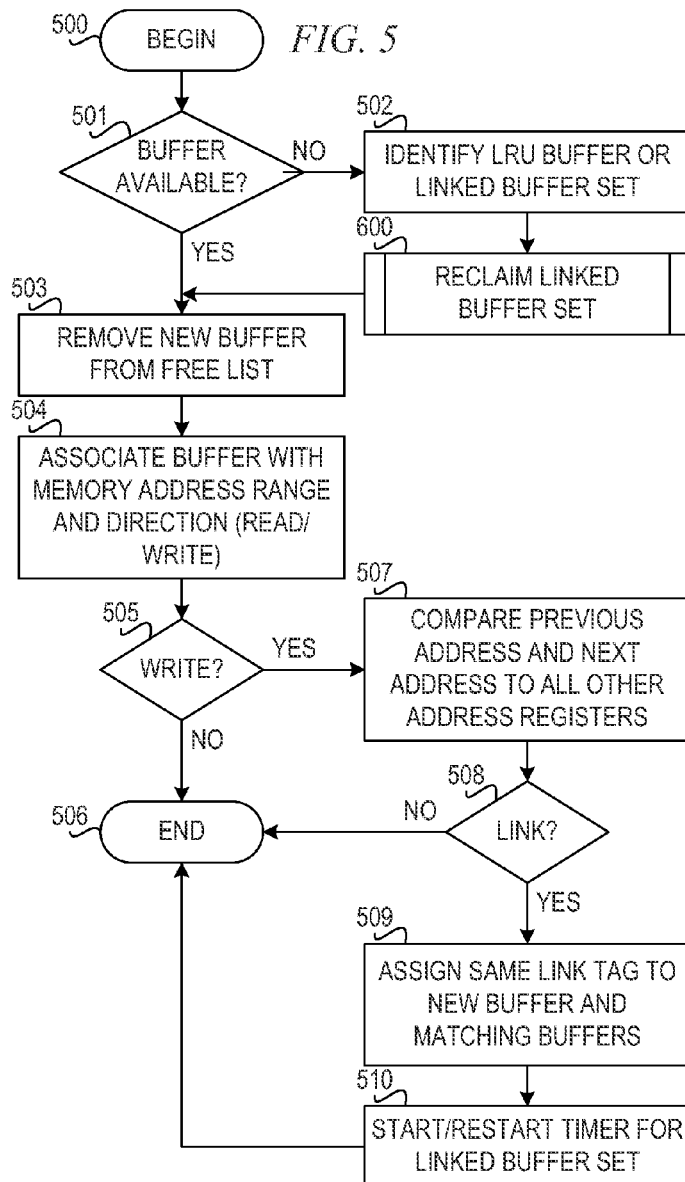 500
BEGIN
FIG. 5
501
BUFFER
AVAILABLE?
NO
YES
502
IDENTIFY LRU BUFFER OR
LINKED BUFFER SET
600
RECLAIM LINKED
BUFFER SET
503
REMOVE NEW BUFFER
FROM FREE LIST
504
ASSOCIATE BUFFER WITH
MEMORY ADDRESS RANGE
AND DIRECTION (READ/
WRITE)
505
WRITE?
YES
NO
507
COMPARE PREVIOUS
ADDRESS AND NEXT
ADDRESS TO ALL OTHER
ADDRESS REGISTERS
506
END
508
LINK?
NO
YES
509
ASSIGN SAME LINK TAG TO
NEW BUFFER AND
MATCHING BUFFERS
510
START/RESTART TIMER FOR
LINKED BUFFER SET